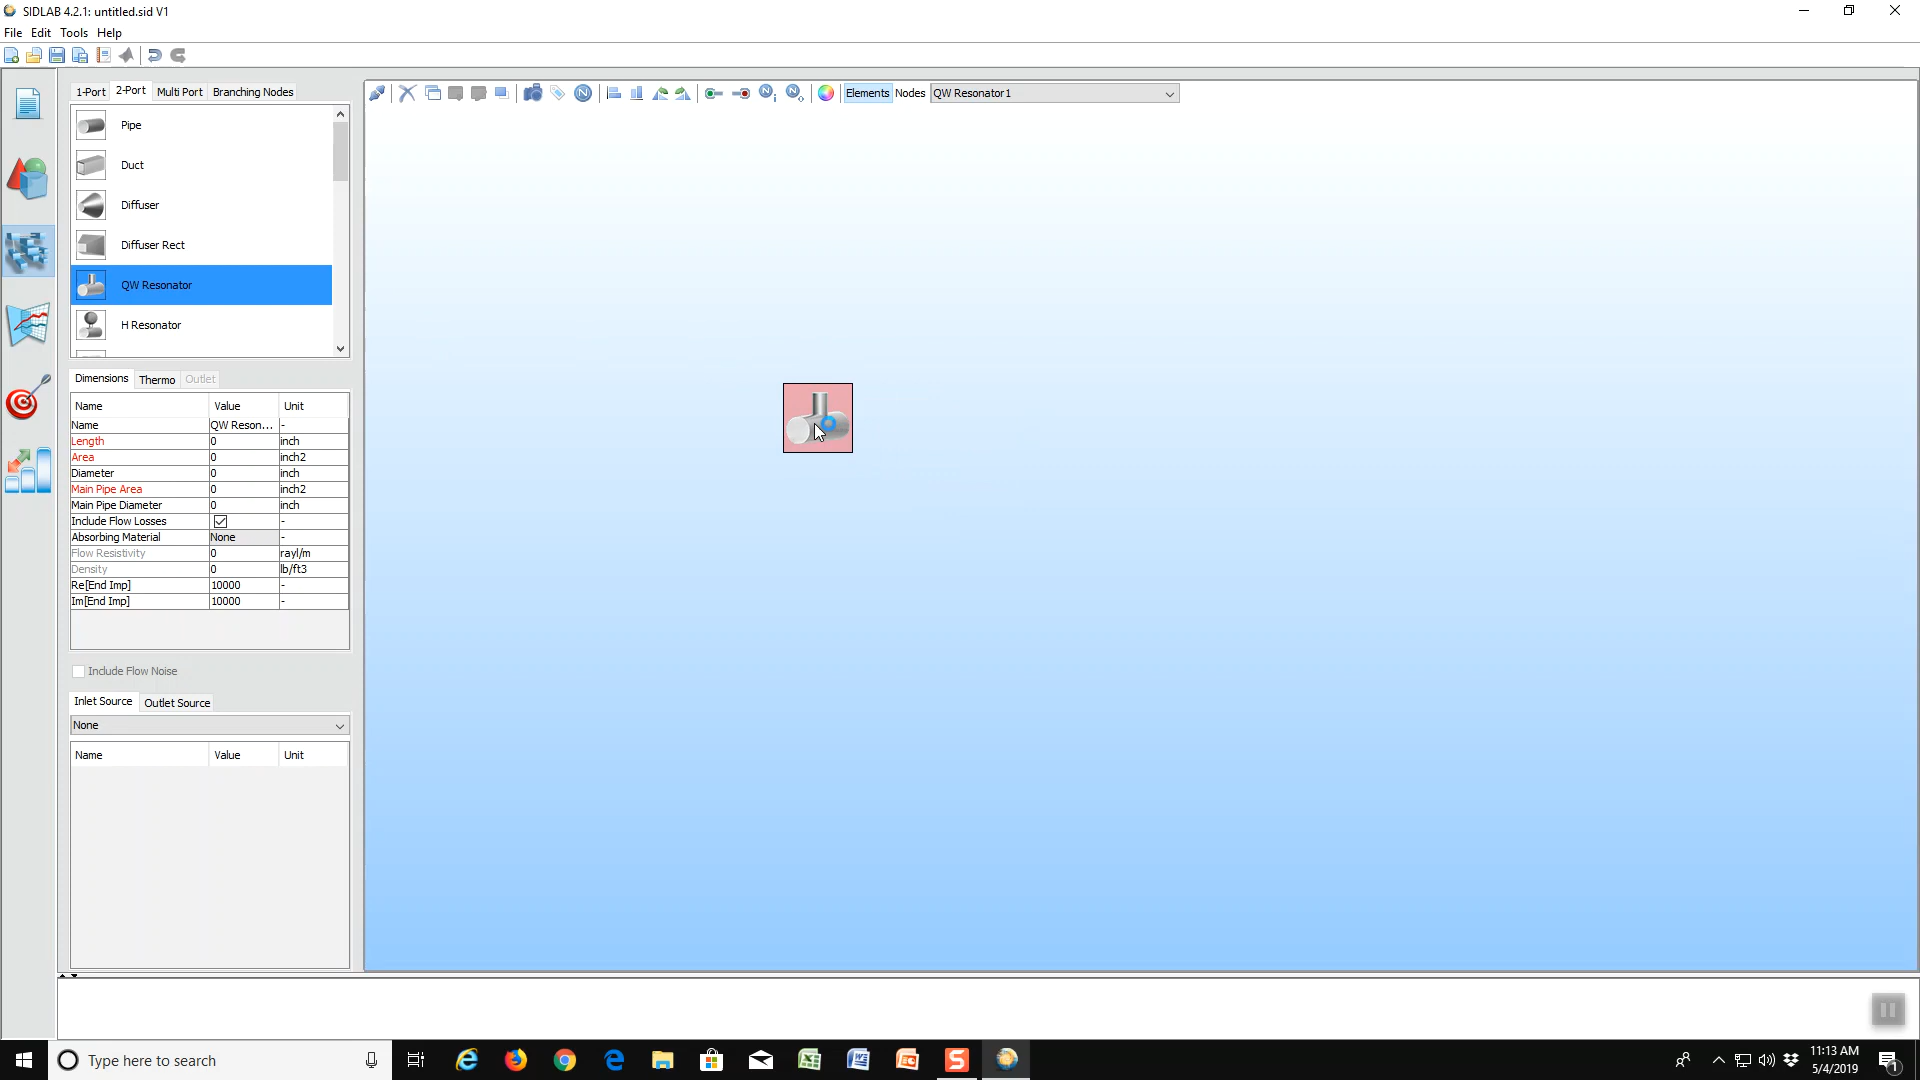 SIDLAB 4.2.1: untitled.sid V1
File Edit Tools Help
1-Port 2-Port Multi Port Branching Nodes
Elements Nodes QW Resonator1
Pipe
Duct
Diffuser
Diffuser Rect
QW Resonator
H Resonator
Dimensions Thermo Outlet
Name Value Unit
Name QW Reson... -
Length 0 inch
Area 0 inch2
Diameter 0 inch
Main Pipe Area 0 inch2
Main Pipe Diameter 0 inch
Include Flow Losses -
Absorbing Material None -
Flow Resistivity 0 rayl/m
Density 0 lb/ft3
Re[End Imp] 10000 -
Im[End Imp] 10000 -
Include Flow Noise
Inlet Source Outlet Source
None
Name Value Unit
Type here to search
11:13 AM
5/4/2019
1